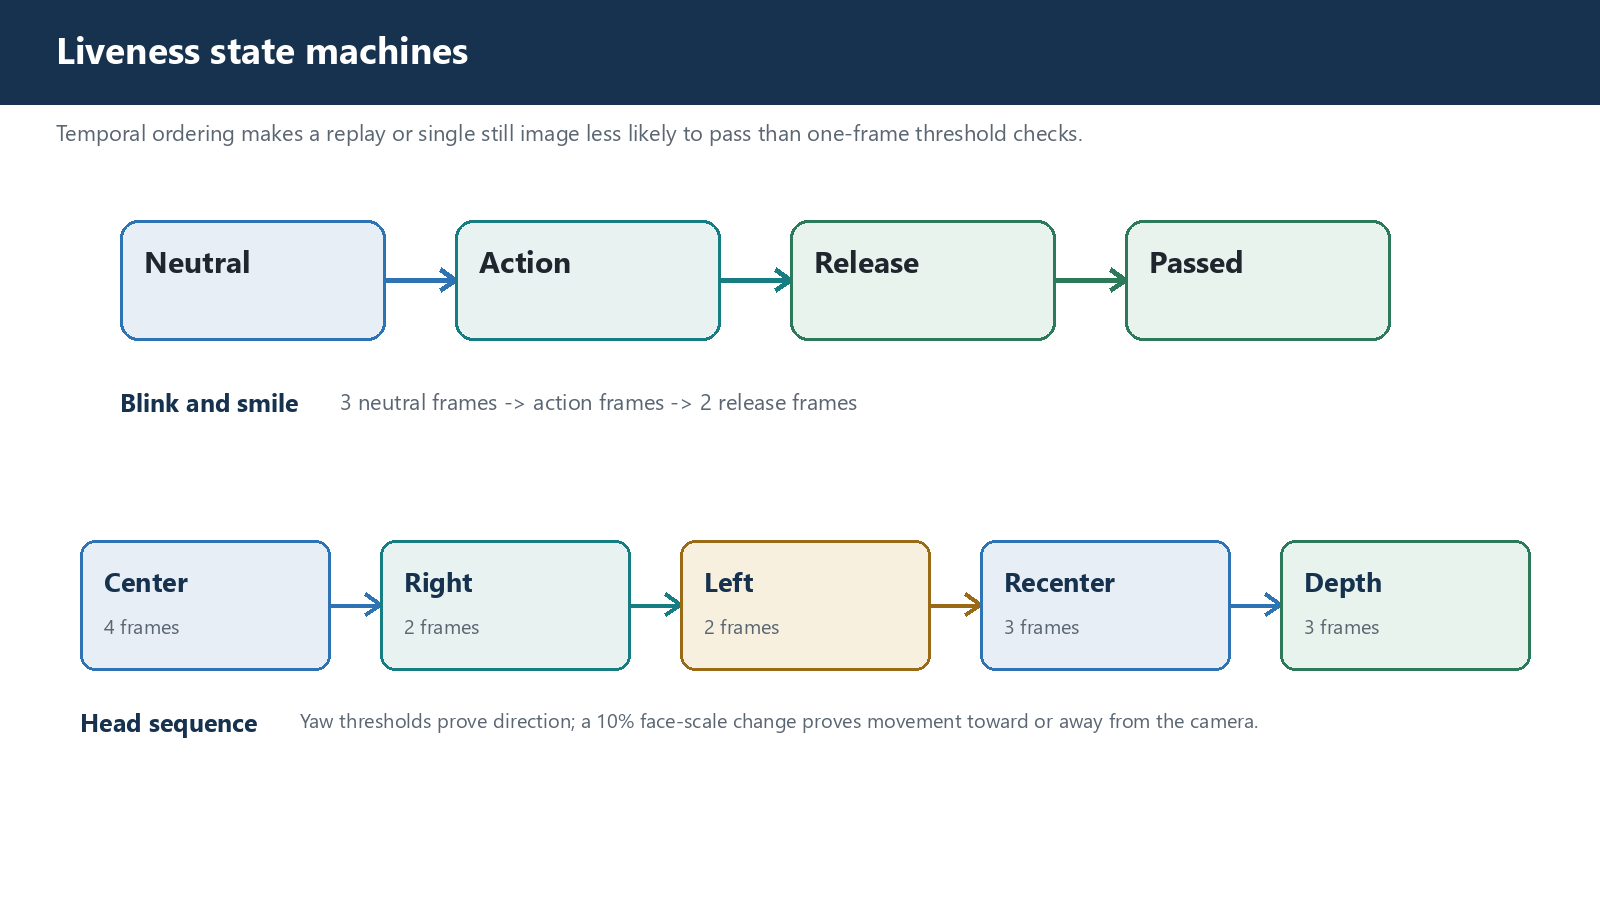 Liveness state machines
Temporal ordering makes a replay or single still image less likely to pass than one-frame threshold checks.
Neutral
Action
Release
Passed
Blink and smile
3 neutral frames -> action frames -> 2 release frames
Center
4 frames
Right
2 frames
Left
2 frames
Recenter
3 frames
Depth
3 frames
Head sequence
Yaw thresholds prove direction; a 10% face-scale change proves movement toward or away from the camera.